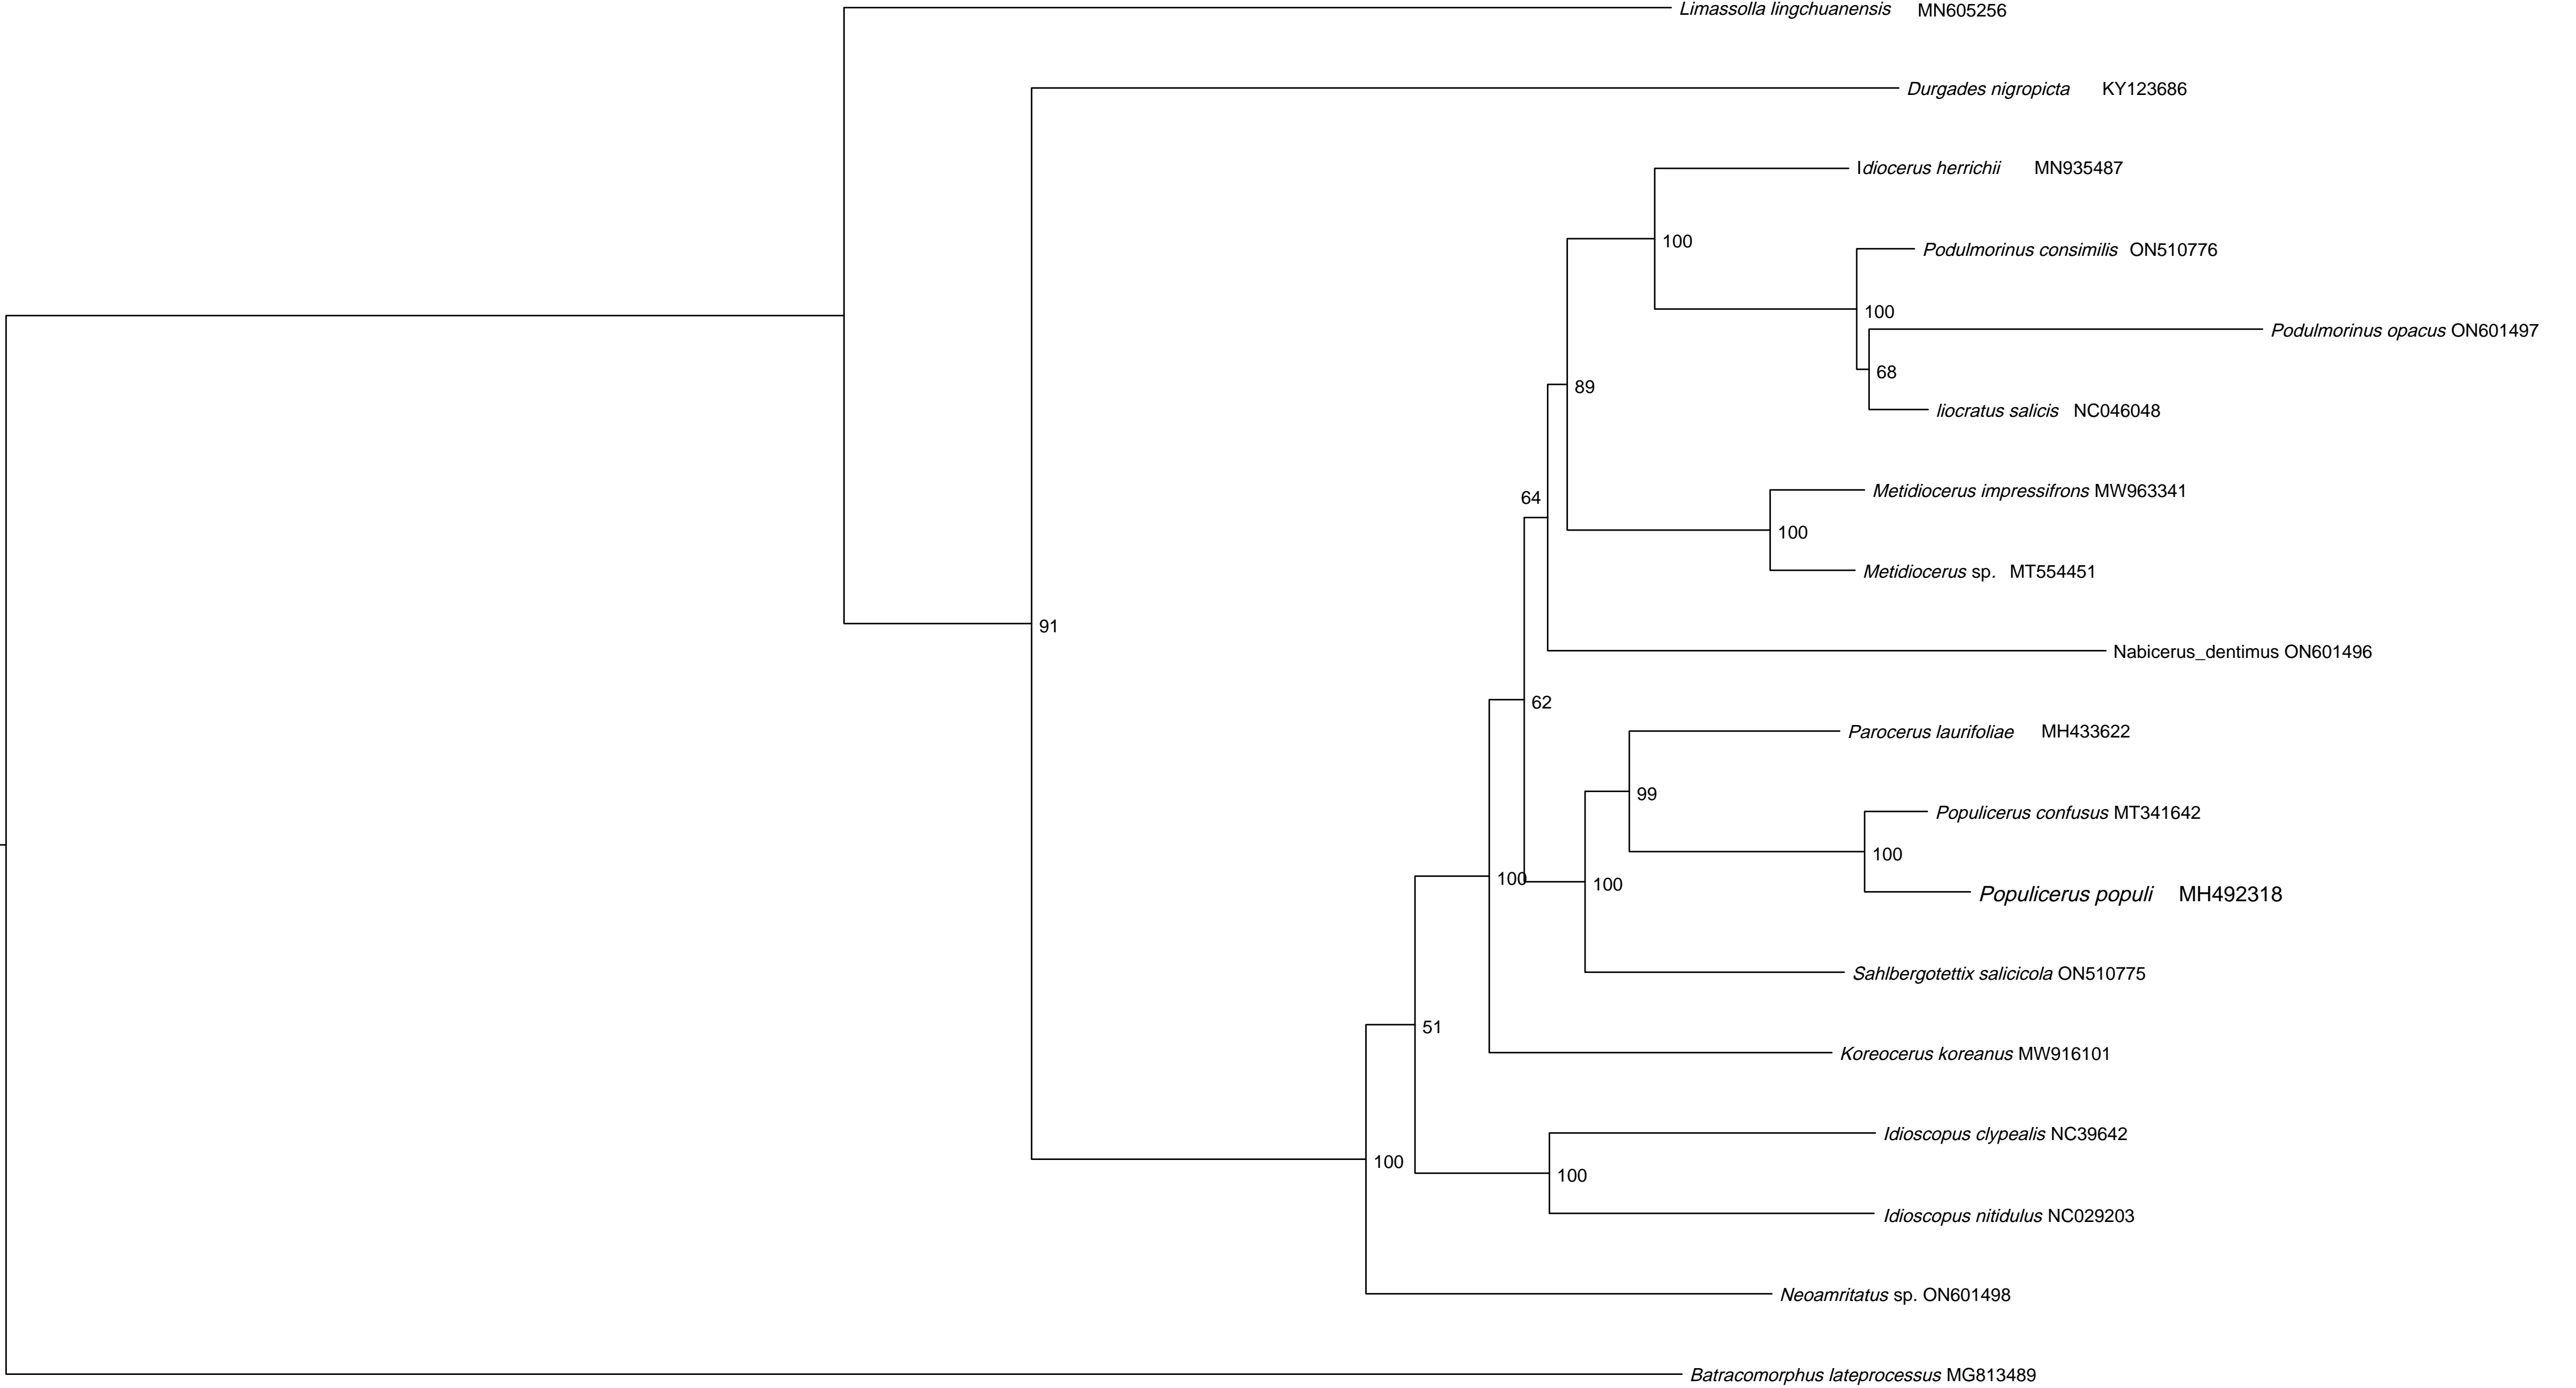 Limassolla lingchuanensis MN605256
Durgades nigropicta KY123686
Idiocerus herrichii MN935487
100
Podulmorinus consimilis ON510776
100
Podulmorinus opacus ON601497
68
89
liocratus salicis NC046048
64
Metidiocerus impressifrons MW963341
100
Metidiocerus sp. MT554451
91
Nabicerus_dentimus ON601496
62
Parocerus laurifoliae MH433622
99
Populicerus confusus MT341642
100
100
100
Populicerus populi MH492318
Sahlbergotettix salicicola ON510775
51
Koreocerus koreanus MW916101
Idioscopus clypealis NC39642
100
100
Idioscopus nitidulus NC029203
Neoamritatus sp. ON601498
Batracomorphus lateprocessus MG813489